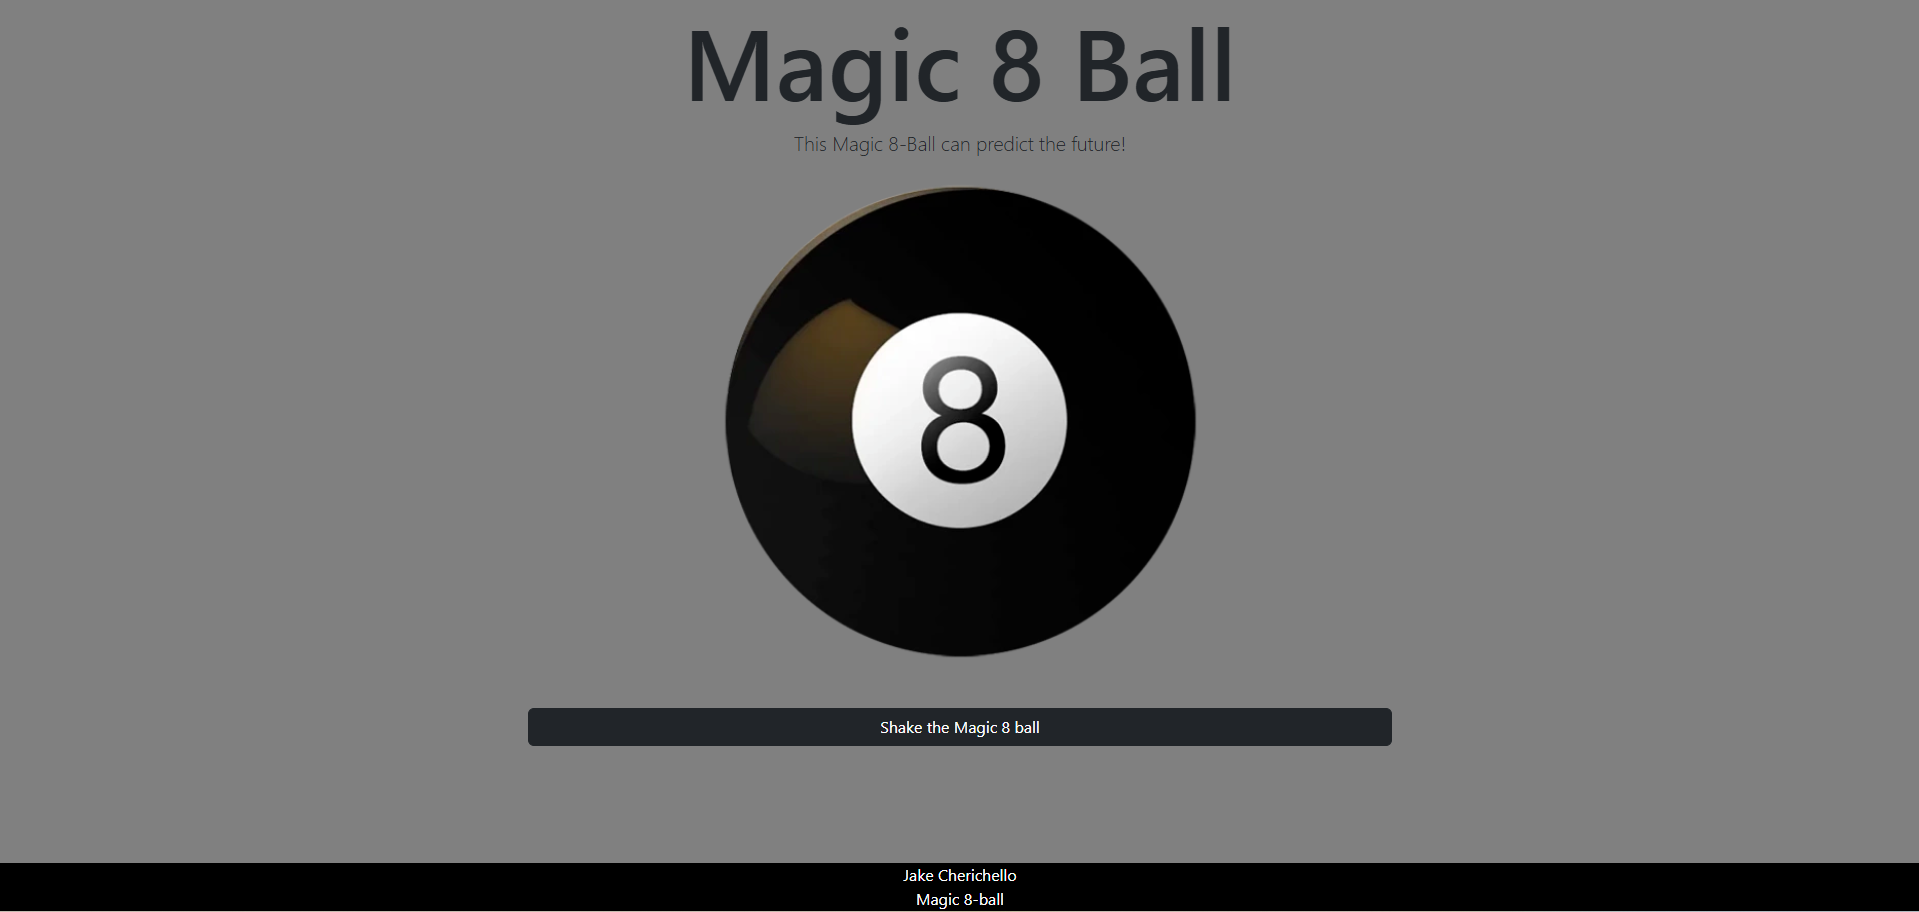 Magic 8 Ball
This Magic 8-Ball can predict the future!
8
Shake the Magic 8 ball
Jake Cherichello
Magic 8-ball